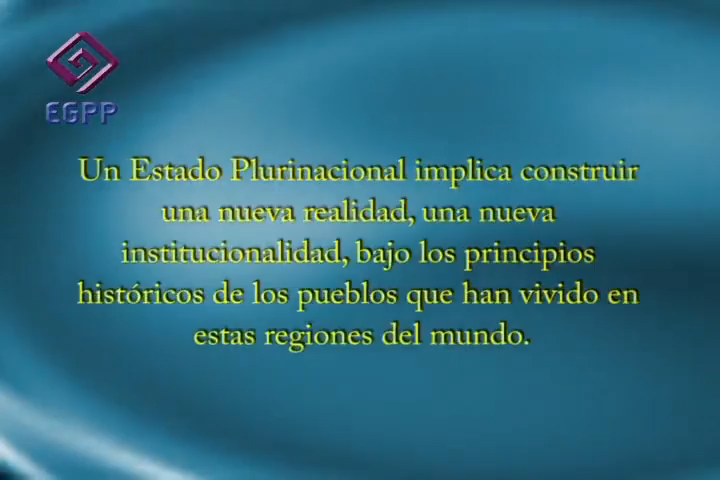 EGPP
Un Estado Plurinacional implica construir
una nueva realidad, una nueva
institucionalidad, bajo los principios
históricos de los pueblos que han vivido en
estas regiones del mundo.